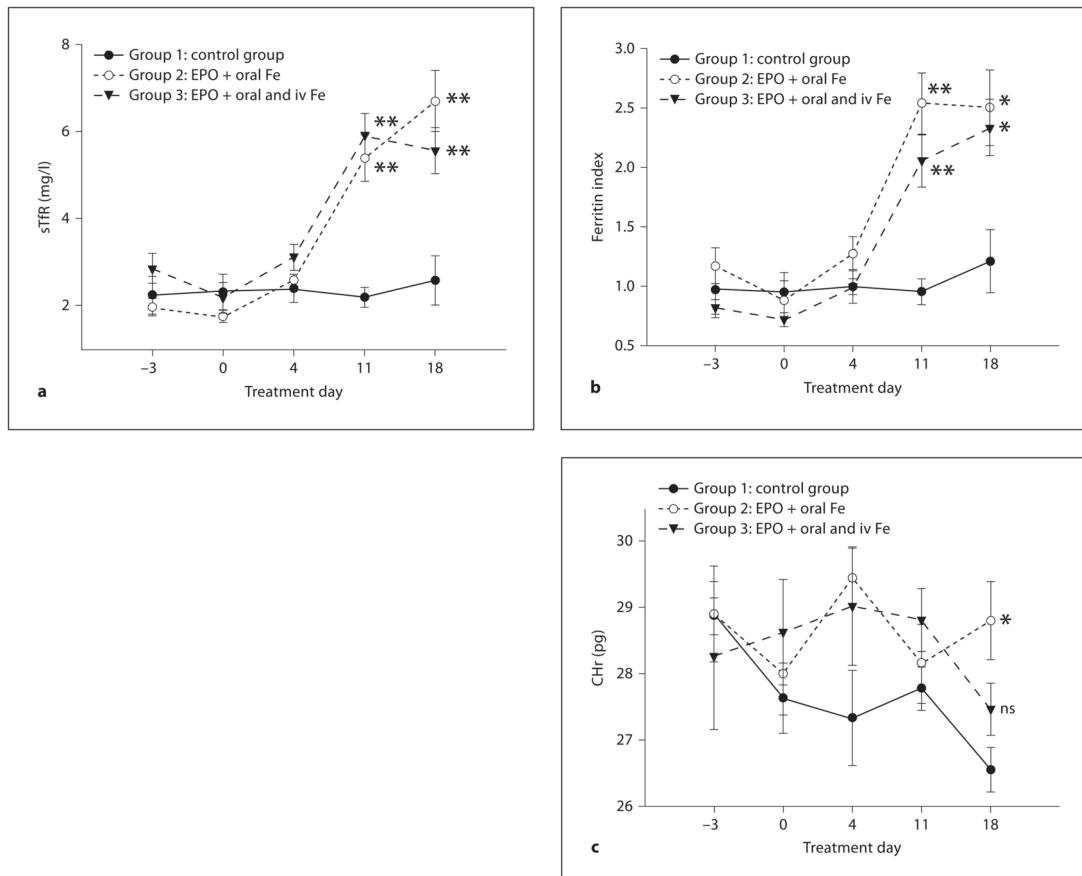 8
6
4
2
sTfR (mg/l)
Group 1: control group
Group 2: EPO + oral Fe
Group 3: EPO + oral and iv Fe
**
**
**
**
–3 0 4 11 18
Treatment day
a
3.0
2.5
2.0
1.5
1.0
0.5
Ferritin index
Group 1: control group
Group 2: EPO + oral Fe
Group 3: EPO + oral and iv Fe
**
*
*
**
–3 0 4 11 18
Treatment day
b
Group 1: control group
Group 2: EPO + oral Fe
Group 3: EPO + oral and iv Fe
30
29
28
27
26
CHr (pg)
*
ns
–3 0 4 11 18
Treatment day
c